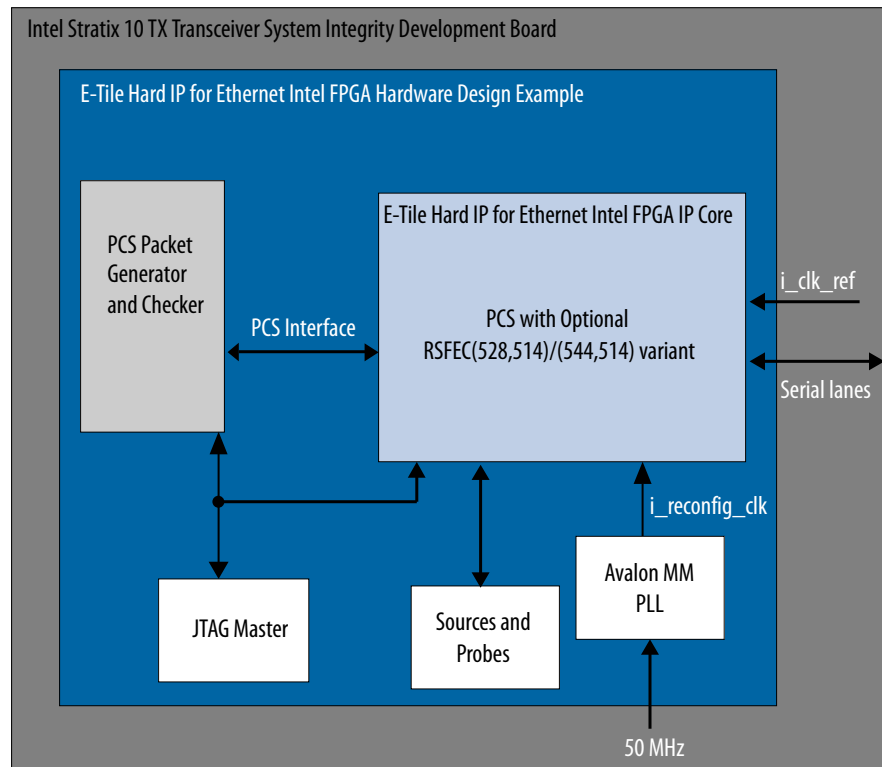 Intel Stratix 10 TX Transceiver System Integrity Development Board
E-Tile Hard IP for Ethernet Intel FPGA Hardware Design Example
PCS Packet
Generator
and Checker
PCS Interface
E-Tile Hard IP for Ethernet Intel FPGA IP Core
PCS with Optional
RSFEC(528,514)/(544,514) variant
i_clk_ref
Serial lanes
i_reconfig_clk
JTAG Master
Sources and
Probes
Avalon MM
PLL
50 MHz